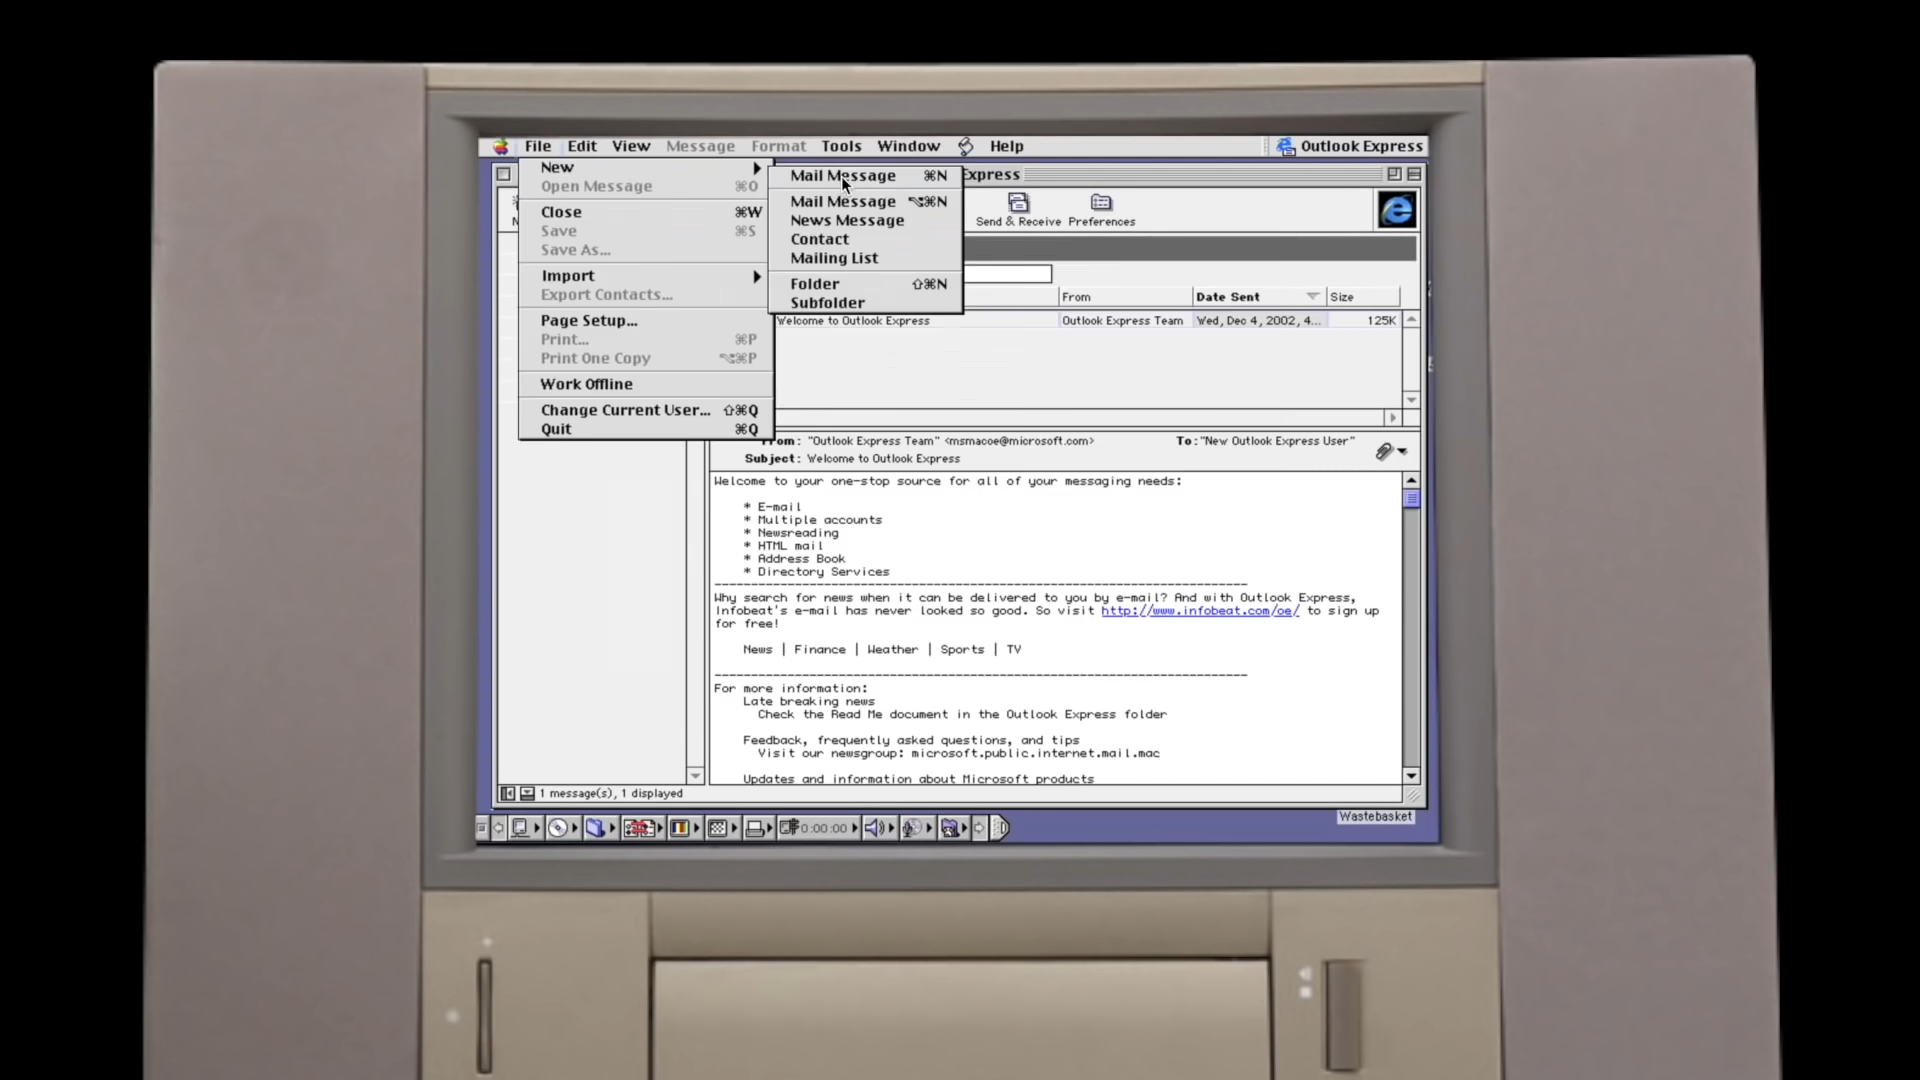 File Edit View Message Format Tools Window Help Outlook Express
New
Open Message ⌘O
Close ⌘W
Save ⌘S
Save As...
Import
Export Contacts...
Page Setup...
Print... ⌘P
Print One Copy ⌥⌘P
Work Offline
Change Current User... ⇧⌘Q
Quit ⌘Q
Mail Message ⌘N
Mail Message ⌥⌘N
News Message
Contact
Mailing List
Folder ⇧⌘N
Subfolder
Express
Send & Receive Preferences
From Date Sent Size
Welcome to Outlook Express Outlook Express Team Wed, Dec 4, 2002, 4... 125K
From: "Outlook Express Team" <msmacoe@microsoft.com> To: "New Outlook Express User"
Subject: Welcome to Outlook Express
Welcome to your one-stop source for all of your messaging needs:
* E-mail
* Multiple accounts
* Newsreading
* HTML mail
* Address Book
* Directory Services
Why search for news when it can be delivered to you by e-mail? And with Outlook Express,
Infobeat's e-mail has never looked so good. So visit http://www.infobeat.com/oe/ to sign up
for free!
News | Finance | Weather | Sports | TV
For more information:
Late breaking news
Check the Read Me document in the Outlook Express folder
Feedback, frequently asked questions, and tips
Visit our newsgroup: microsoft.public.internet.mail.mac
Updates and information about Microsoft products
1 message(s), 1 displayed
Wastebasket
0:00:00